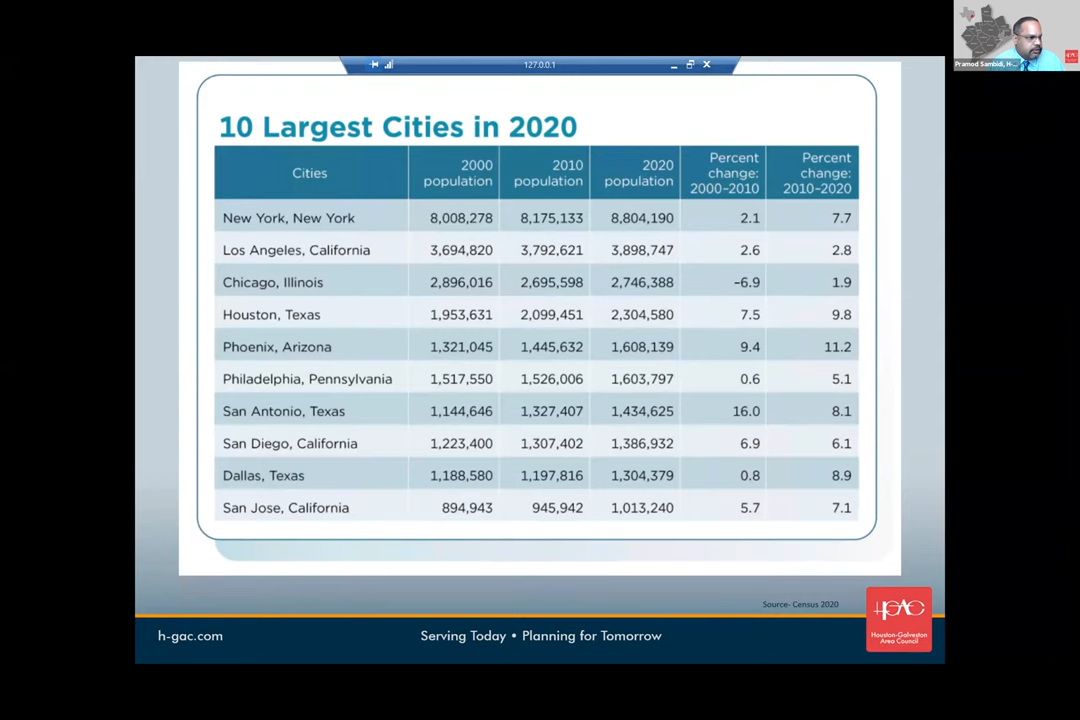 127.0.0.1
Pramod Sambidi, H-...
10 Largest Cities in 2020
Cities 2000 population 2010 population 2020 population Percent change: 2000–2010 Percent change: 2010–2020
New York, New York 8,008,278 8,175,133 8,804,190 2.1 7.7
Los Angeles, California 3,694,820 3,792,621 3,898,747 2.6 2.8
Chicago, Illinois 2,896,016 2,695,598 2,746,388 –6.9 1.9
Houston, Texas 1,953,631 2,099,451 2,304,580 7.5 9.8
Phoenix, Arizona 1,321,045 1,445,632 1,608,139 9.4 11.2
Philadelphia, Pennsylvania 1,517,550 1,526,006 1,603,797 0.6 5.1
San Antonio, Texas 1,144,646 1,327,407 1,434,625 16.0 8.1
San Diego, California 1,223,400 1,307,402 1,386,932 6.9 6.1
Dallas, Texas 1,188,580 1,197,816 1,304,379 0.8 8.9
San Jose, California 894,943 945,942 1,013,240 5.7 7.1
Source- Census 2020
h-gac.com
Serving Today • Planning for Tomorrow
HGAC
Houston-Galveston
Area Council